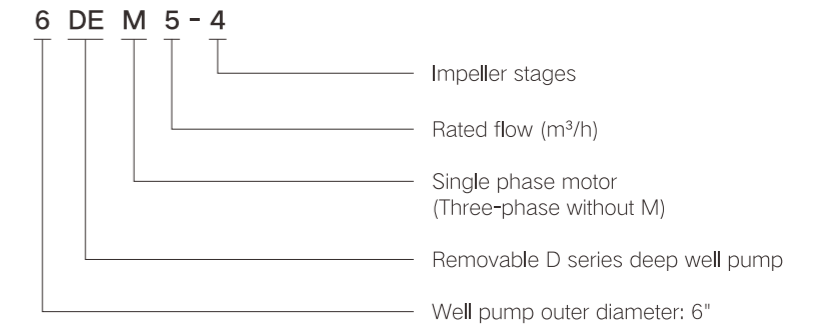 6 DE M 5 - 4
Impeller stages
Rated flow (m³/h)
Single phase motor
(Three-phase without M)
Removable D series deep well pump
Well pump outer diameter: 6"